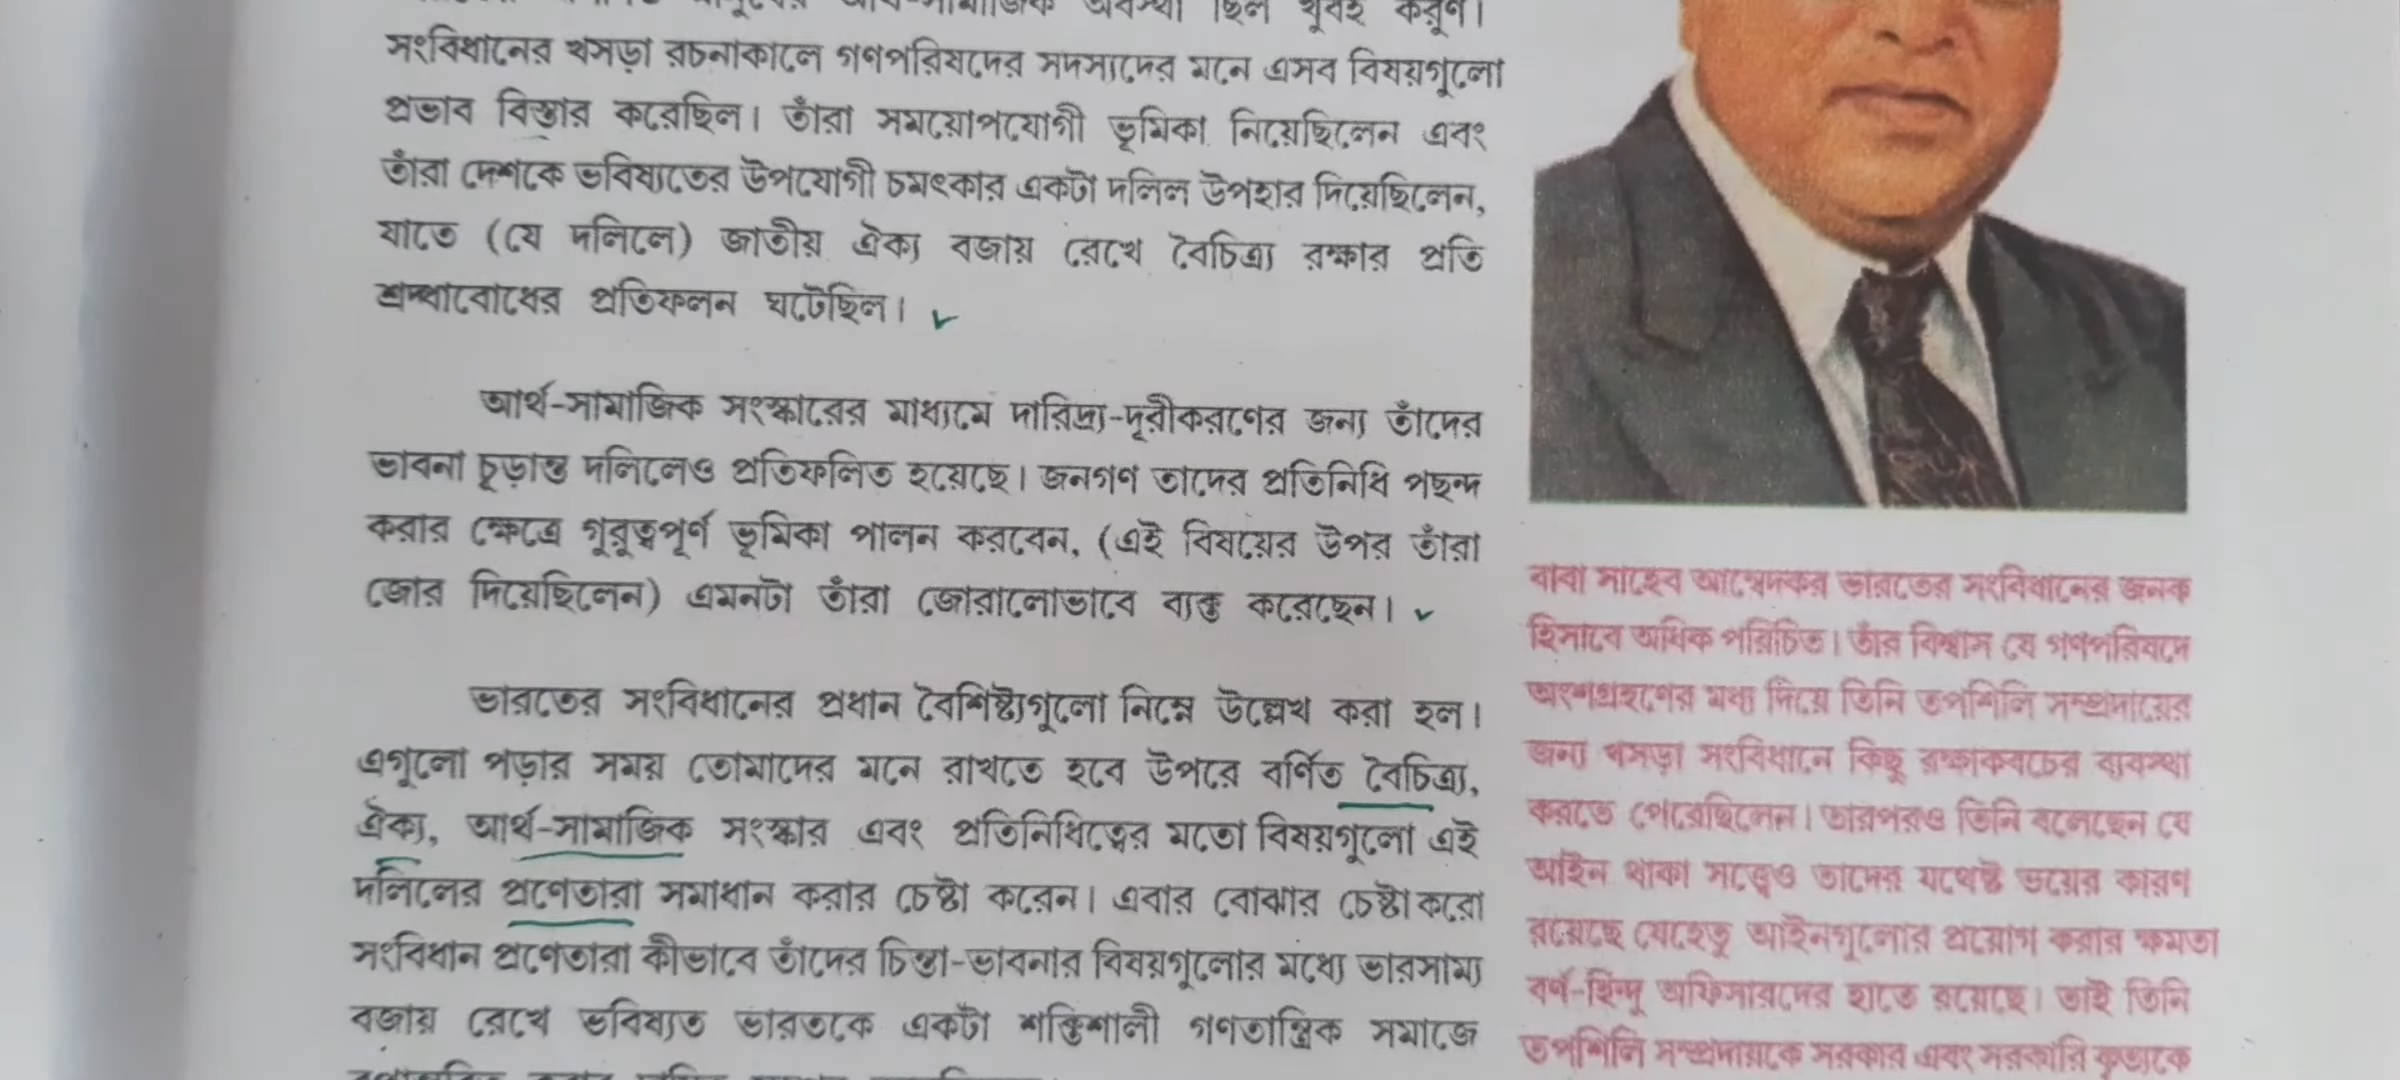 অবস্থা ছিল খুবই করুণ।
সংবিধানের খসড়া রচনাকালে গণপরিষদের সদস্যদের মনে এসব বিষয়গুলো
প্রভাব বিস্তার করেছিল। তাঁরা সময়োপযোগী ভূমিকা নিয়েছিলেন এবং
তাঁরা দেশকে ভবিষ্যতের উপযোগী চমৎকার একটা দলিল উপহার দিয়েছিলেন,
যাতে (যে দলিলে) জাতীয় ঐক্য বজায় রেখে বৈচিত্র্য রক্ষার প্রতি
শ্রদ্ধাবোধের প্রতিফলন ঘটেছিল।
আর্থ-সামাজিক সংস্কারের মাধ্যমে দারিদ্র্য-দূরীকরণের জন্য তাঁদের
ভাবনা চূড়ান্ত দলিলেও প্রতিফলিত হয়েছে। জনগণ তাদের প্রতিনিধি পছন্দ
করার ক্ষেত্রে গুরুত্বপূর্ণ ভূমিকা পালন করবেন, (এই বিষয়ের উপর তাঁরা
জোর দিয়েছিলেন) এমনটা তাঁরা জোরালোভাবে ব্যক্ত করেছেন।
ভারতের সংবিধানের প্রধান বৈশিষ্ট্যগুলো নিম্নে উল্লেখ করা হল।
এগুলো পড়ার সময় তোমাদের মনে রাখতে হবে উপরে বর্ণিত বৈচিত্র্য,
ঐক্য, আর্থ-সামাজিক সংস্কার এবং প্রতিনিধিত্বের মতো বিষয়গুলো এই
দলিলের প্রণেতারা সমাধান করার চেষ্টা করেন। এবার বোঝার চেষ্টা করো
সংবিধান প্রণেতারা কীভাবে তাঁদের চিন্তা-ভাবনার বিষয়গুলোর মধ্যে ভারসাম্য
বজায় রেখে ভবিষ্যত ভারতকে একটা শক্তিশালী গণতান্ত্রিক সমাজে
বাবা সাহেব আম্বেদকর ভারতের সংবিধানের জনক
হিসাবে অধিক পরিচিত। তাঁর বিশ্বাস যে গণপরিষদে
অংশগ্রহণের মধ্য দিয়ে তিনি তপশিলি সম্প্রদায়ের
জন্য খসড়া সংবিধানে কিছু রক্ষাকবচের ব্যবস্থা
করতে পেরেছিলেন। তারপরও তিনি বলেছেন যে
আইন থাকা সত্ত্বেও তাদের যথেষ্ট ভয়ের কারণ
রয়েছে যেহেতু আইনগুলোর প্রয়োগ করার ক্ষমতা
বর্ণ-হিন্দু অফিসারদের হাতে রয়েছে। তাই তিনি
তপশিলি সম্প্রদায়কে সরকার এবং সরকারি কৃত্যকে